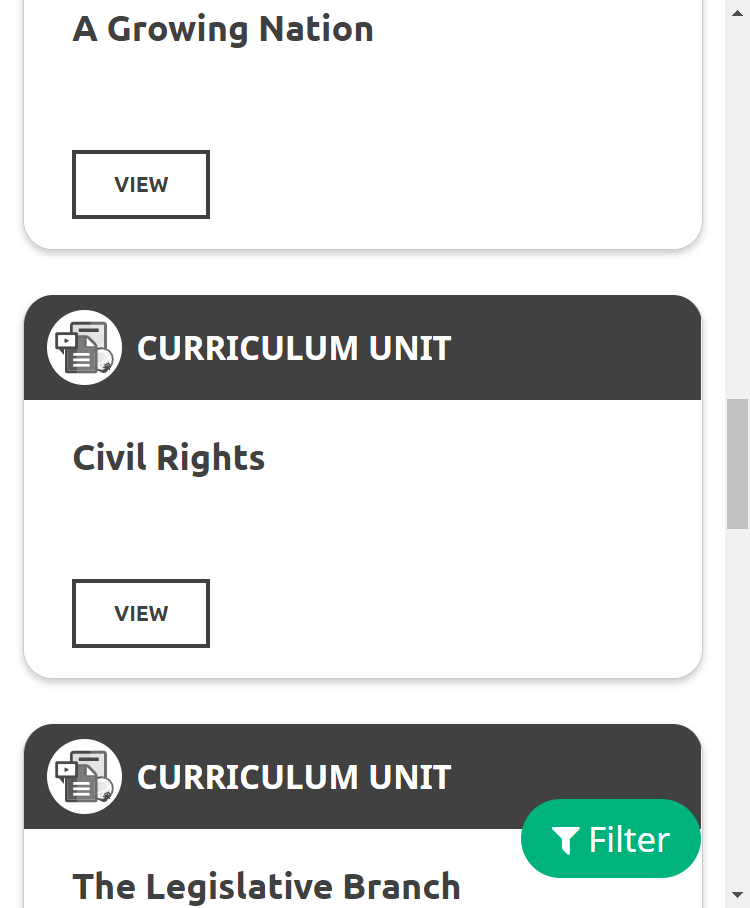 A Growing Nation
VIEW
CURRICULUM UNIT
Civil Rights
VIEW
CURRICULUM UNIT
Filter
The Legislative Branch